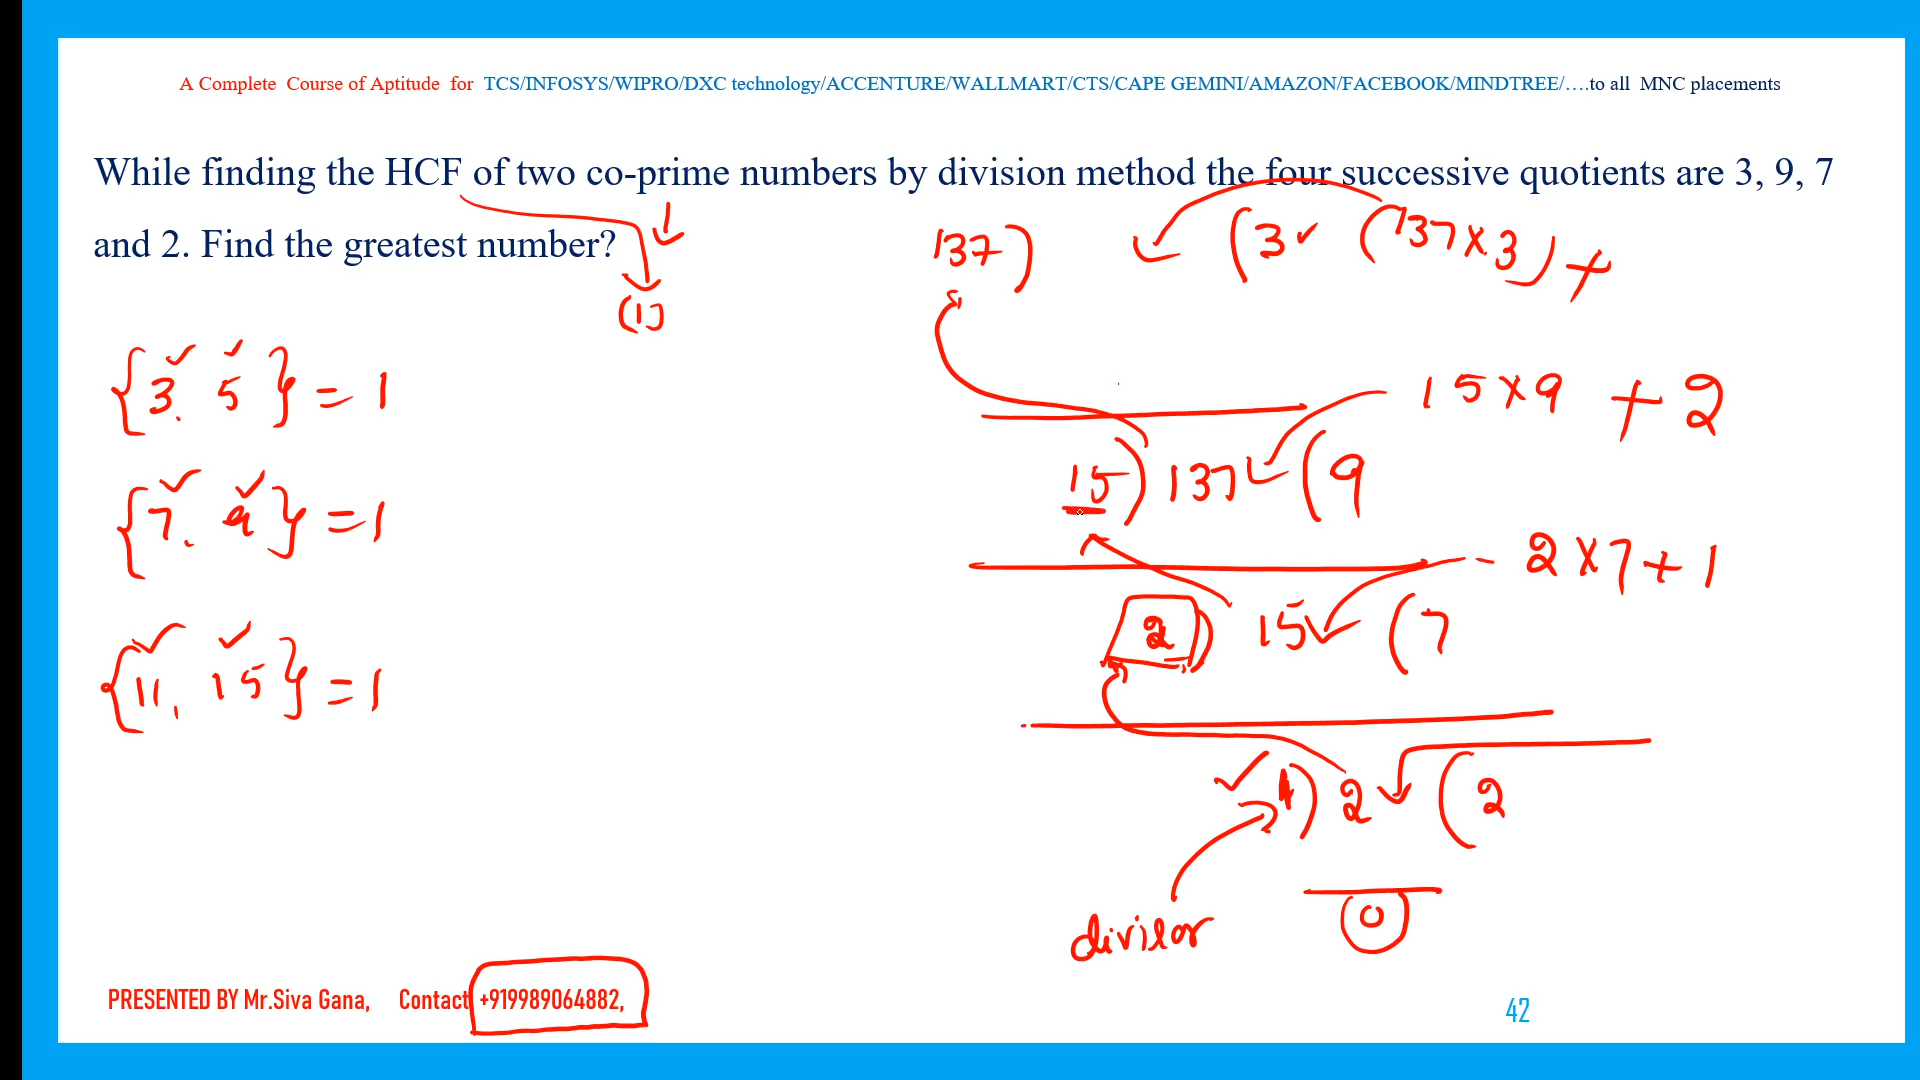 A Complete Course of Aptitude for TCS/INFOSYS/WIPRO/DXC technology/ACCENTURE/WALLMART/CTS/CAPE GEMINI/AMAZON/FACEBOOK/MINDTREE/….to all MNC placements
While finding the HCF of two co-prime numbers by division method the four successive quotients are 3, 9, 7
and 2. Find the greatest number?
(1)
{3, 5} = 1
{7, 9} = 1
{11, 15} = 1
137) (3 (137×3) +
15×9 + 2
15) 137 (9
2×7+1
2) 15 (7
1) 2 (2
divisor
0
PRESENTED BY Mr.Siva Gana, Contact +919989064882,
42